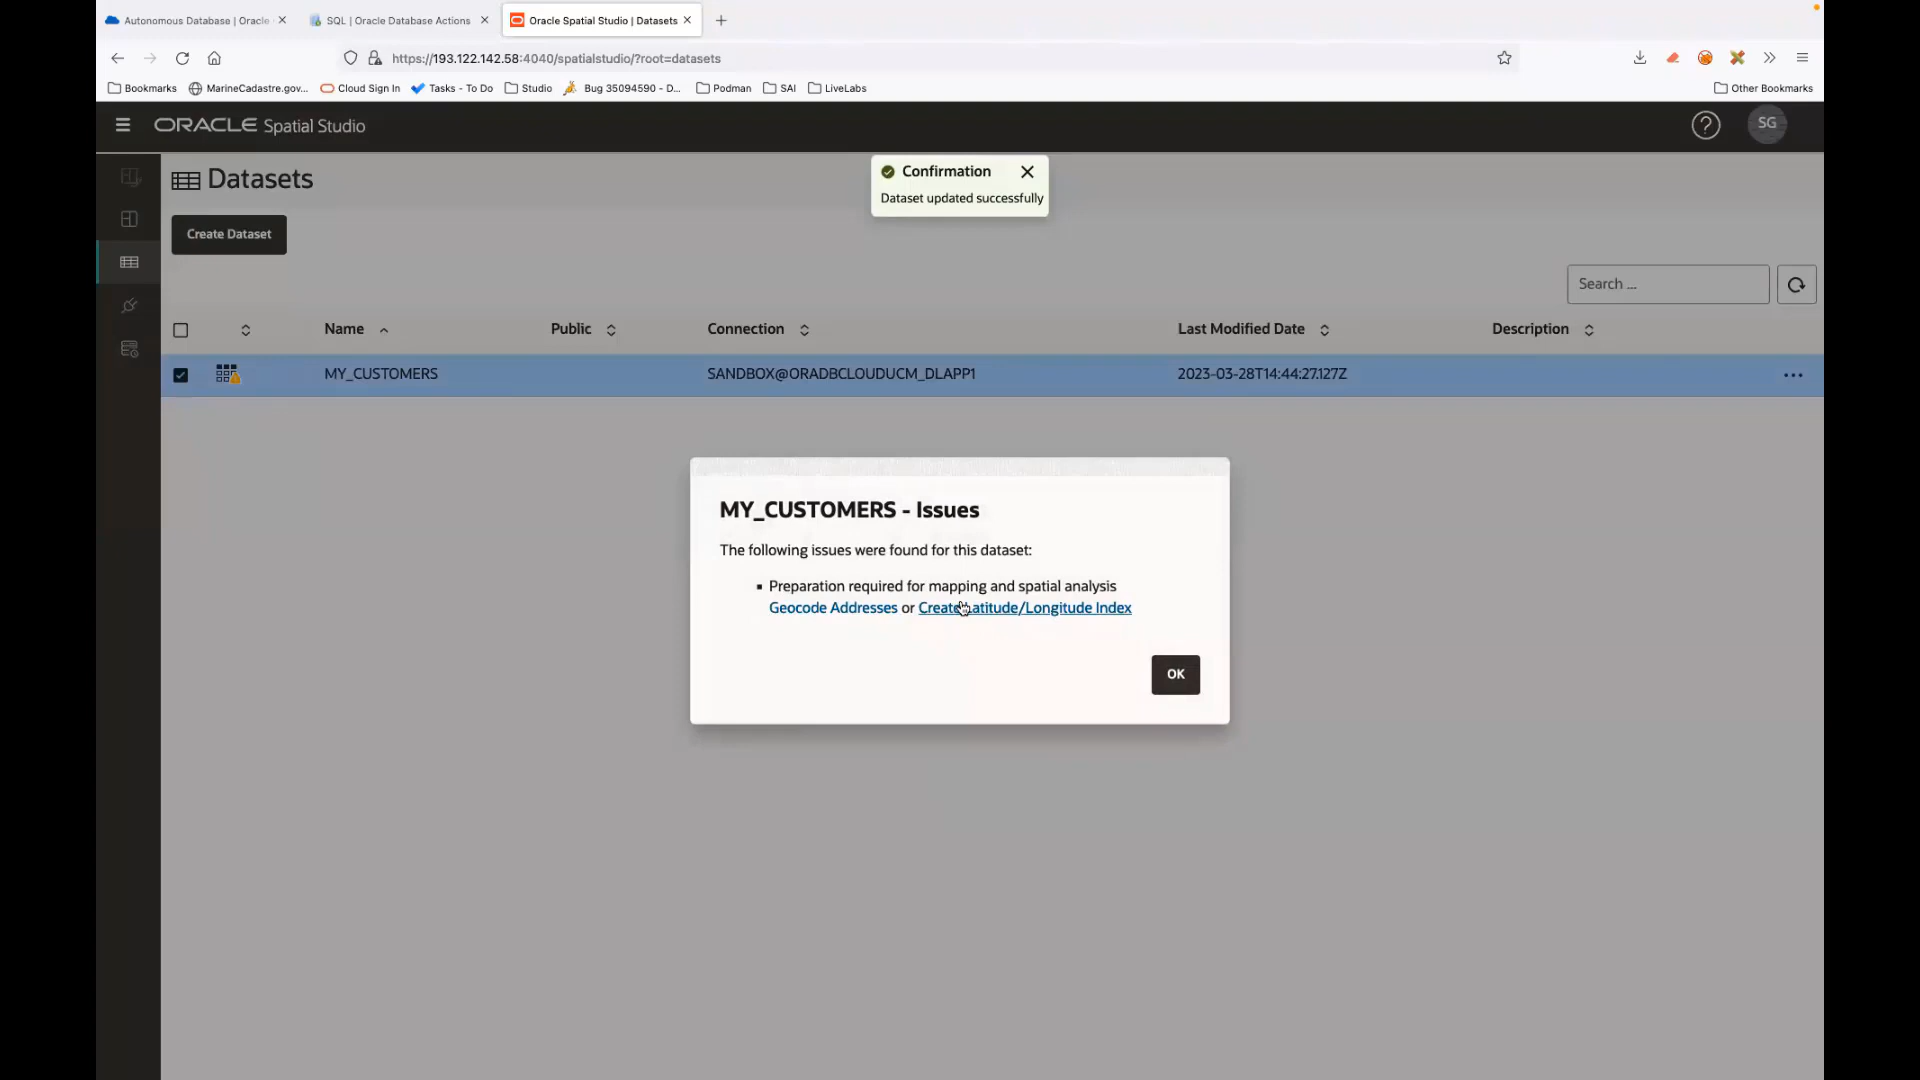 Autonomous Database | Oracle
SQL | Oracle Database Actions
Oracle Spatial Studio | Datasets
https://193.122.142.58:4040/spatialstudio/?root=datasets
Bookmarks
MarineCadastre.gov...
Cloud Sign In
Tasks - To Do
Studio
Bug 35094590 - D...
Podman
SAI
LiveLabs
Other Bookmarks
ORACLE Spatial Studio
SG
Confirmation
Dataset updated successfully
Datasets
Create Dataset
Search ...
Name
Public
Connection
Last Modified Date
Description
MY_CUSTOMERS
SANDBOX@ORADBCLOUDUCM_DLAPP1
2023-03-28T14:44:27.127Z
MY_CUSTOMERS - Issues
The following issues were found for this dataset:
Preparation required for mapping and spatial analysis
Geocode Addresses or Create Latitude/Longitude Index
OK